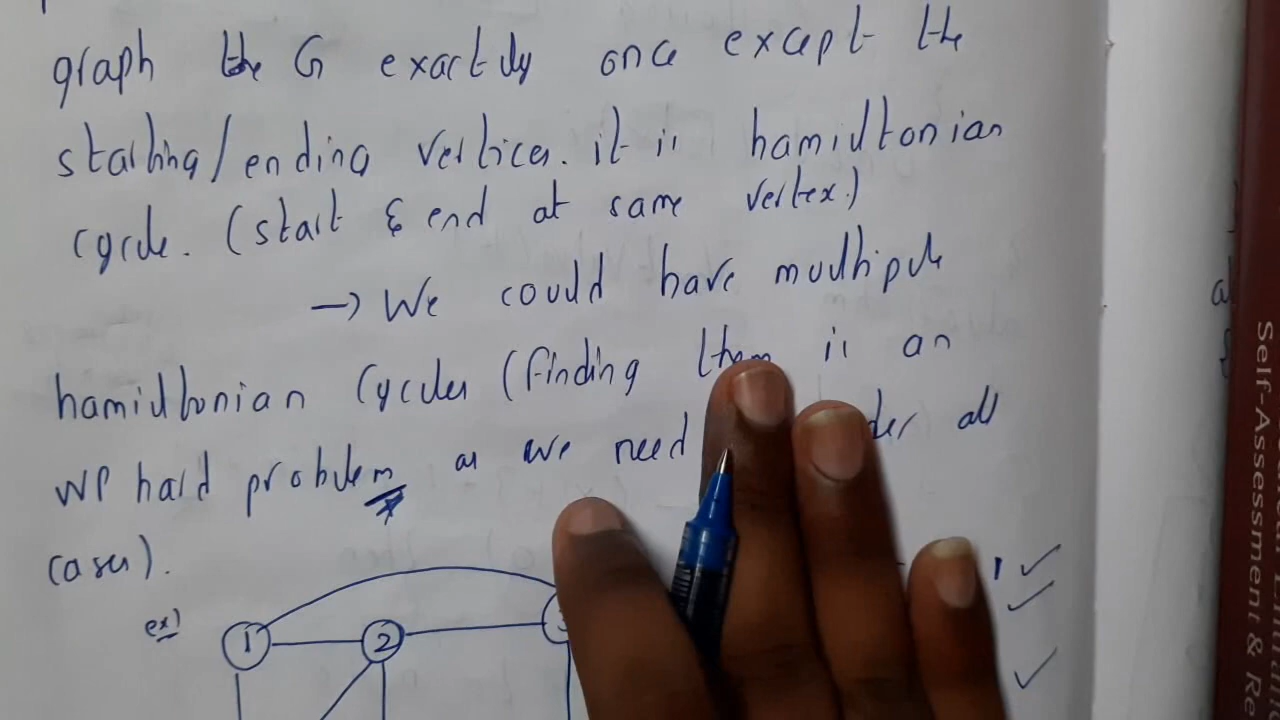 graph the G exactly once except the
starting/ending vertices. it is hamiltonian
cycle. (start & end at same vertex.)
→ We could have multiple
hamiltonian Cycles (finding them is an
NP hard problem as we need all
cases).
ex) 1 2
Self-Assessment & Re